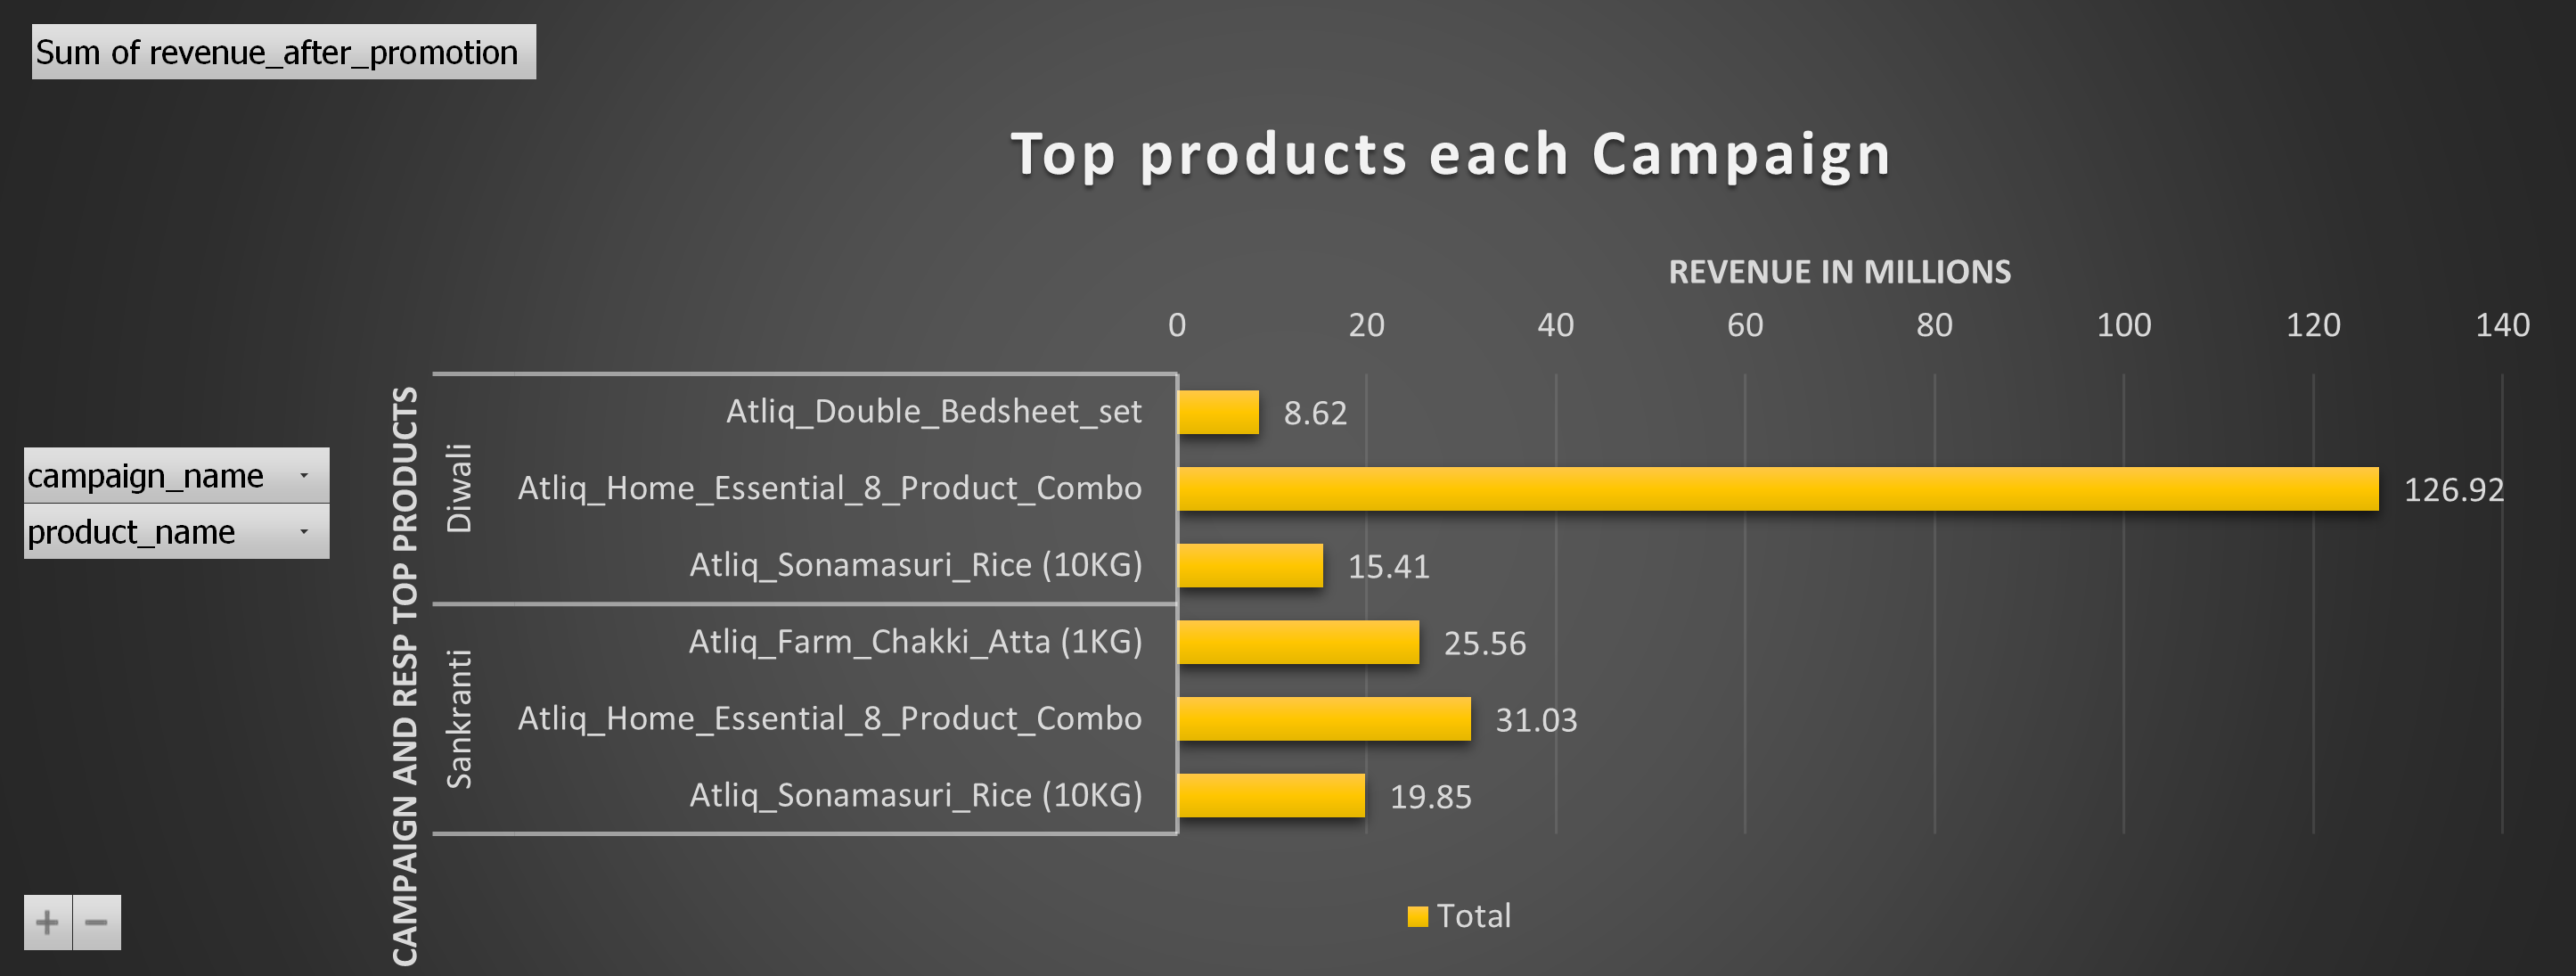 Sum of revenue_after_promotion
Top products each Campaign
REVENUE IN MILLIONS
0 20 40 60 80 100 120 140
campaign_name
product_name
CAMPAIGN AND RESP TOP PRODUCTS
Diwali
Atliq_Double_Bedsheet_set 8.62
Atliq_Home_Essential_8_Product_Combo 126.92
Atliq_Sonamasuri_Rice (10KG) 15.41
Sankranti
Atliq_Farm_Chakki_Atta (1KG) 25.56
Atliq_Home_Essential_8_Product_Combo 31.03
Atliq_Sonamasuri_Rice (10KG) 19.85
+ −
Total